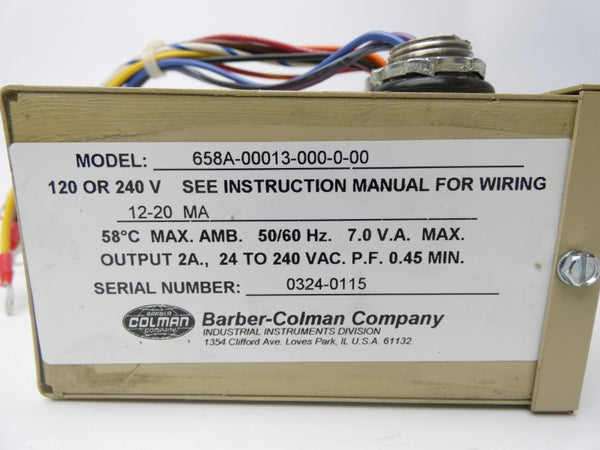 MODEL: 658A-00013-000-0-00
120 OR 240 V SEE INSTRUCTION MANUAL FOR WIRING
12-20 MA
58°C MAX. AMB. 50/60 Hz. 7.0 V.A. MAX.
OUTPUT 2A., 24 TO 240 VAC. P.F. 0.45 MIN.
SERIAL NUMBER: 0324-0115
BARBER
COLMAN
COMPANY
Barber-Colman Company
INDUSTRIAL INSTRUMENTS DIVISION
1354 Clifford Ave. Loves Park, IL U.S.A. 61132